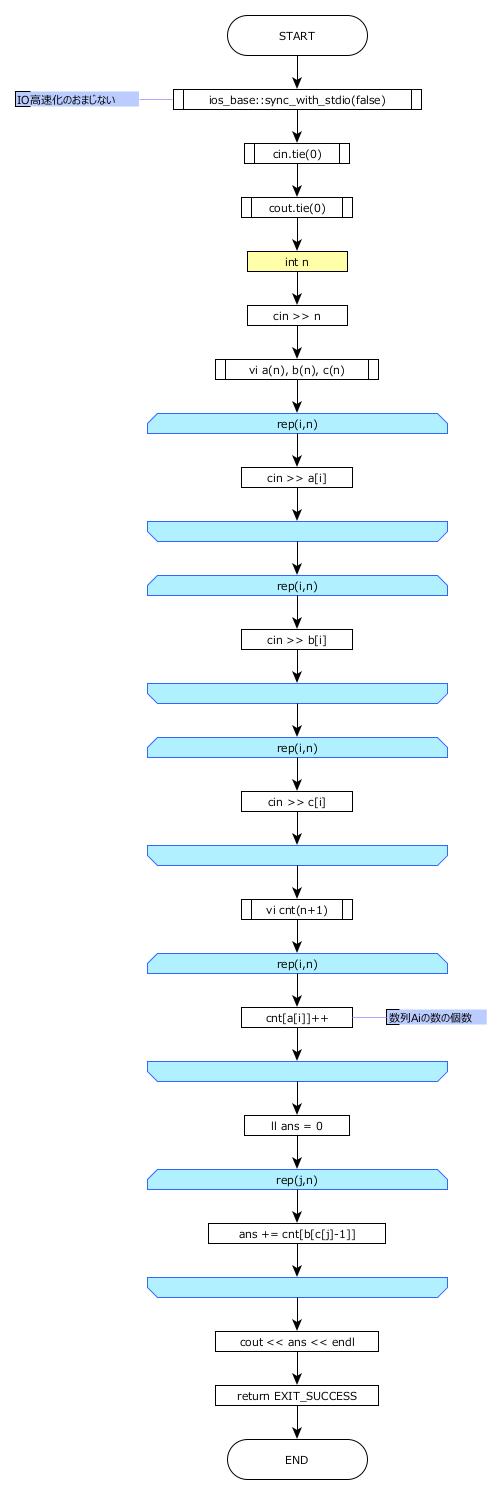 START
IO高速化のおまじない
ios_base::sync_with_stdio(false)
cin.tie(0)
cout.tie(0)
int n
cin >> n
vi a(n), b(n), c(n)
rep(i,n)
cin >> a[i]
rep(i,n)
cin >> b[i]
rep(i,n)
cin >> c[i]
vi cnt(n+1)
rep(i,n)
cnt[a[i]]++
数列Aiの数の個数
ll ans = 0
rep(j,n)
ans += cnt[b[c[j]-1]]
cout << ans << endl
return EXIT_SUCCESS
END